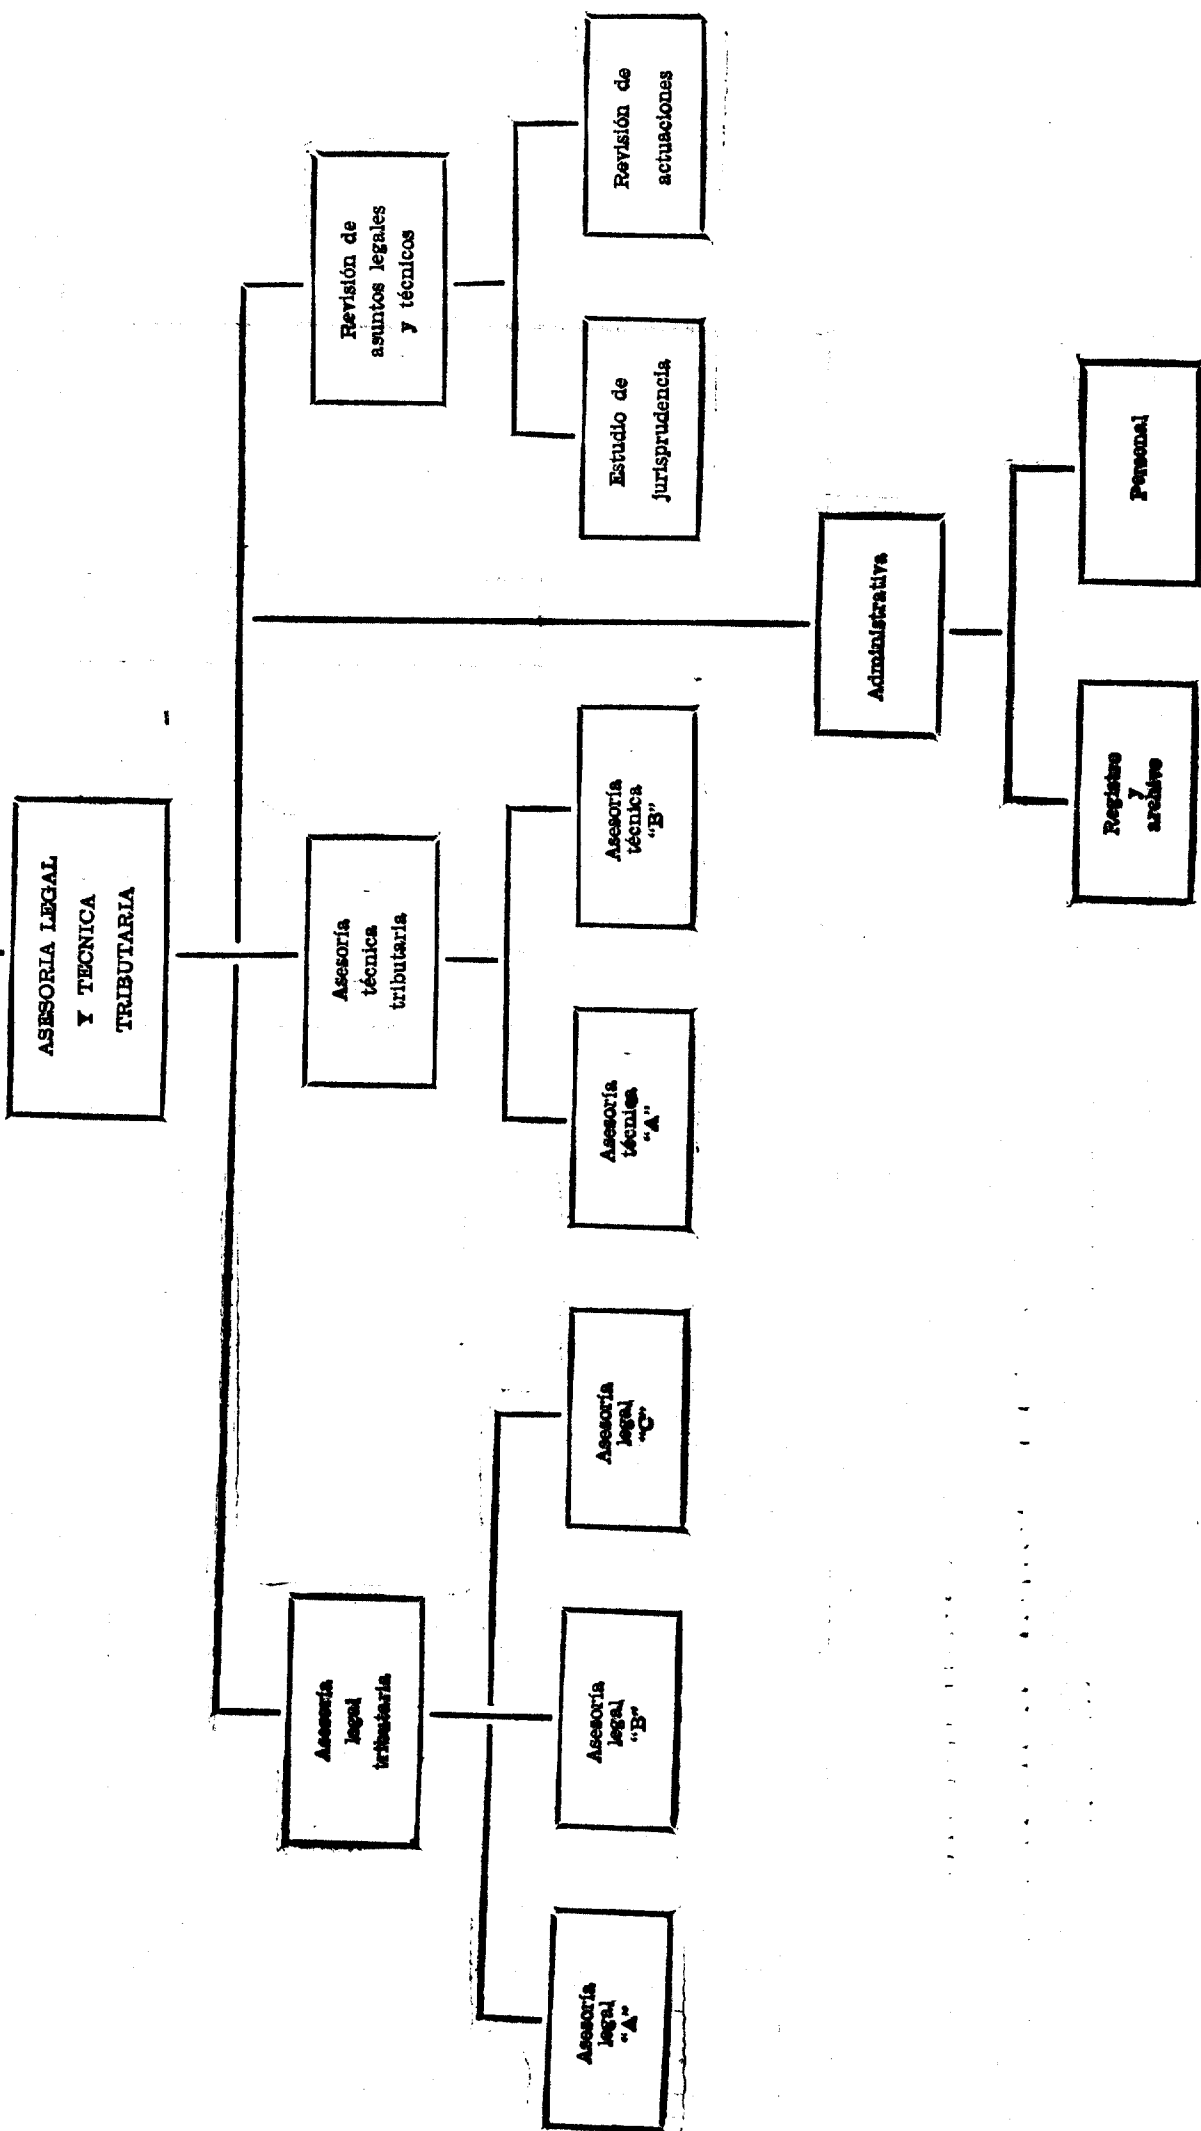 ASESORIA LEGAL
Y TECNICA
TRIBUTARIA
Asesoría
legal
tributaria
Asesoría
técnica
tributaria
Revisión de
asuntos legales
y técnicos
Asesoría
legal
"A"
Asesoría
legal
"B"
Asesoría
legal
"C"
Asesoría
técnica
"A"
Asesoría
técnica
"B"
Estudio de
jurisprudencia
Revisión de
actuaciones
Administrativa
Registro
y
archivo
Personal